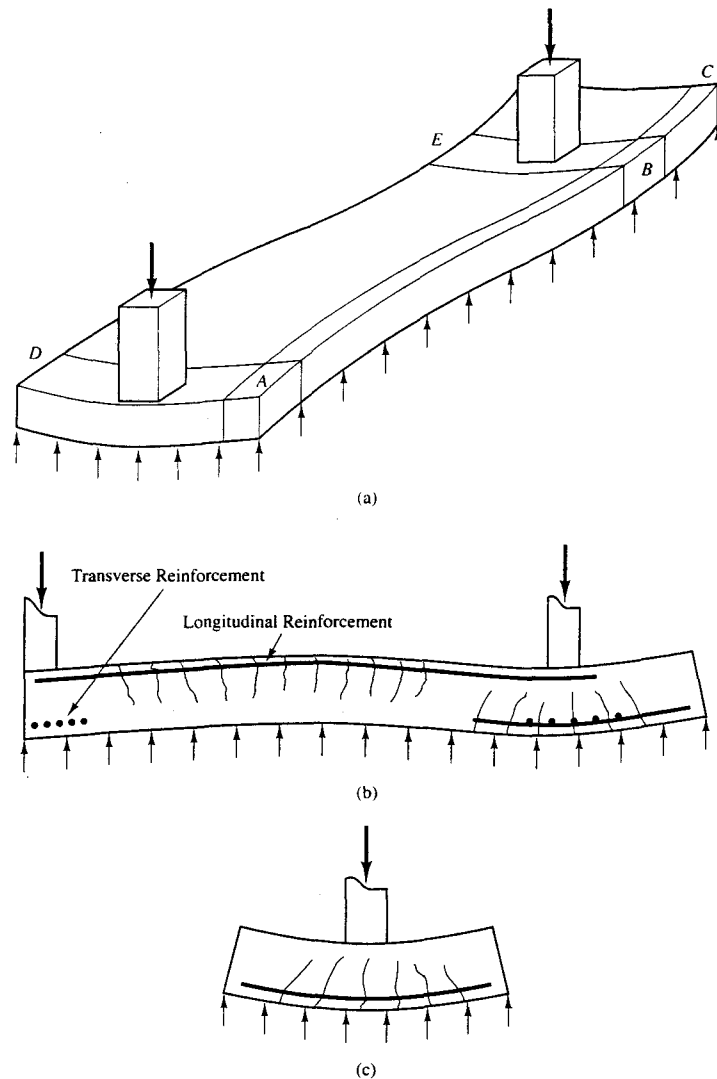 C
E
B
D
A
(a)
Transverse Reinforcement
Longitudinal Reinforcement
(b)
(c)